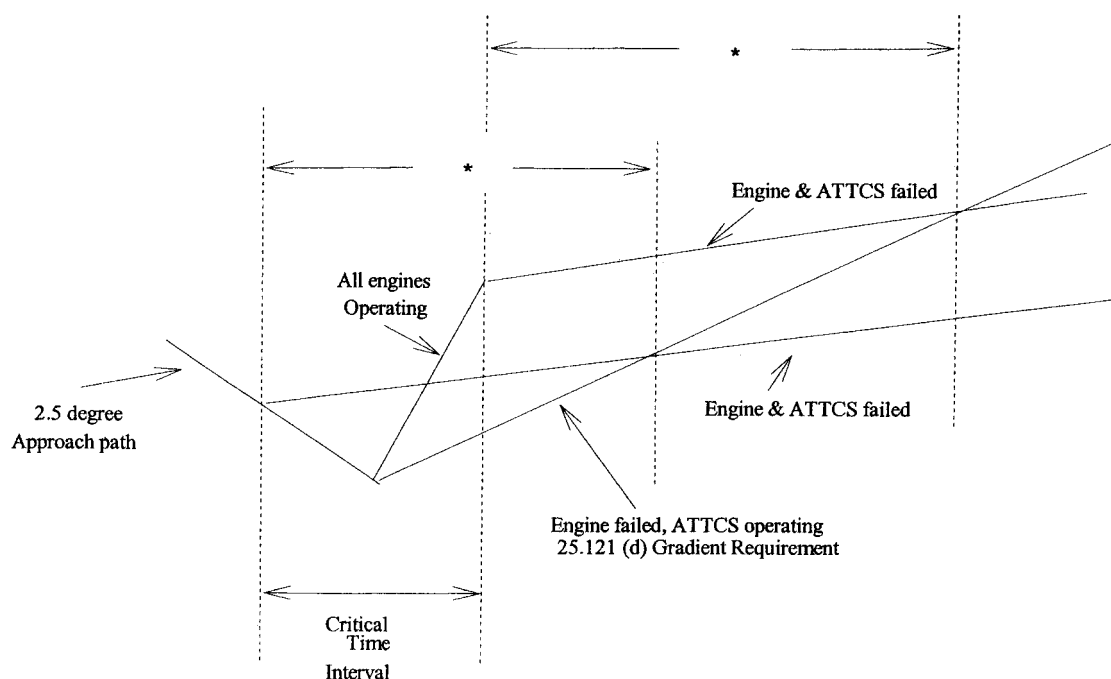 *
*
Engine & ATTCS failed
All engines
Operating
2.5 degree
Approach path
Engine & ATTCS failed
Engine failed, ATTCS operating
25.121 (d) Gradient Requirement
Critical
Time
Interval